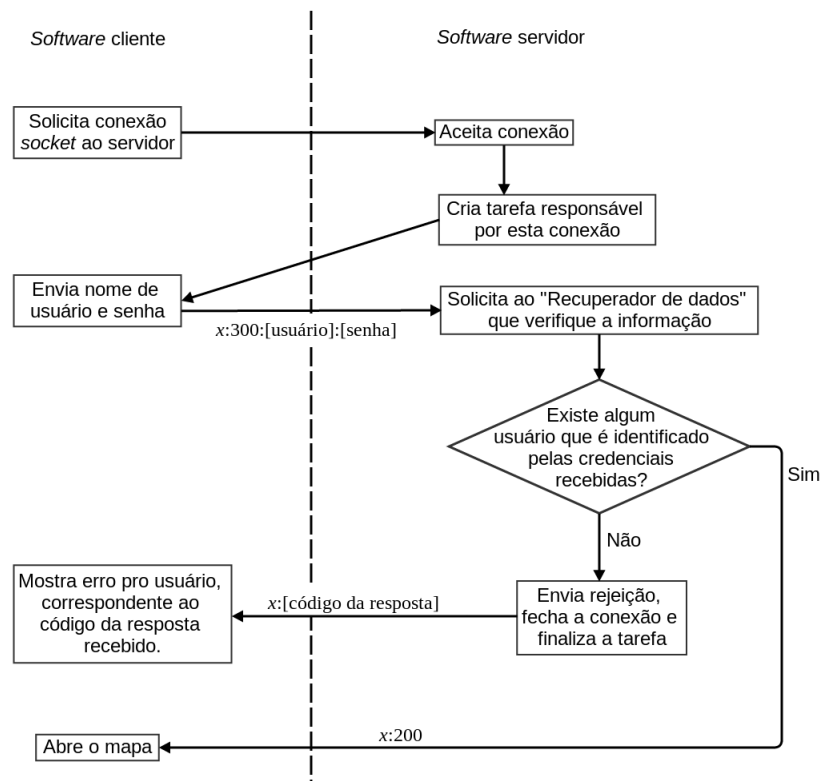 Software cliente
Software servidor
Solicita conexão
socket ao servidor
Aceita conexão
Cria tarefa responsável
por esta conexão
Envia nome de
usuário e senha
x:300:[usuário]:[senha]
Solicita ao "Recuperador de dados"
que verifique a informação
Existe algum
usuário que é identificado
pelas credenciais
recebidas?
Sim
Não
Envia rejeição,
fecha a conexão e
finaliza a tarefa
x:[código da resposta]
Mostra erro pro usuário,
correspondente ao
código da resposta
recebido.
x:200
Abre o mapa